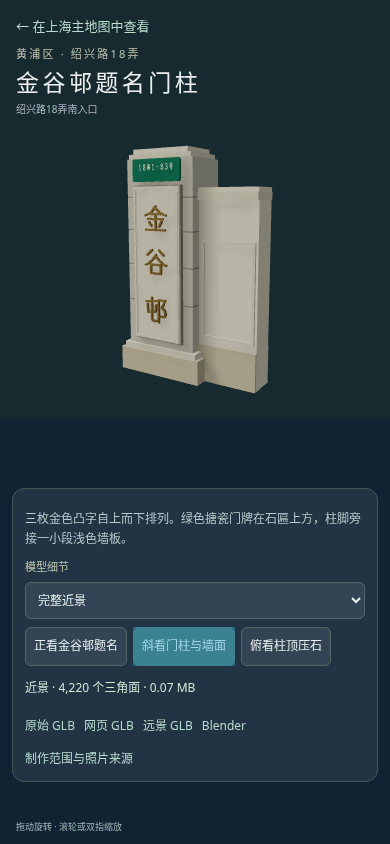 ← 在上海主地图中查看
黄浦区 · 绍兴路18弄
金谷邨题名门柱
绍兴路18弄南入口
18弄1-83号
金
谷
邨
三枚金色凸字自上而下排列。绿色搪瓷门牌在石匾上方，柱脚旁
接一小段浅色墙板。
模型细节
完整近景
正看金谷邨题名 斜看门柱与墙面 俯看柱顶压石
近景 · 4,220 个三角面 · 0.07 MB
原始 GLB 网页 GLB 远景 GLB Blender
制作范围与照片来源
拖动旋转 · 滚轮或双指缩放